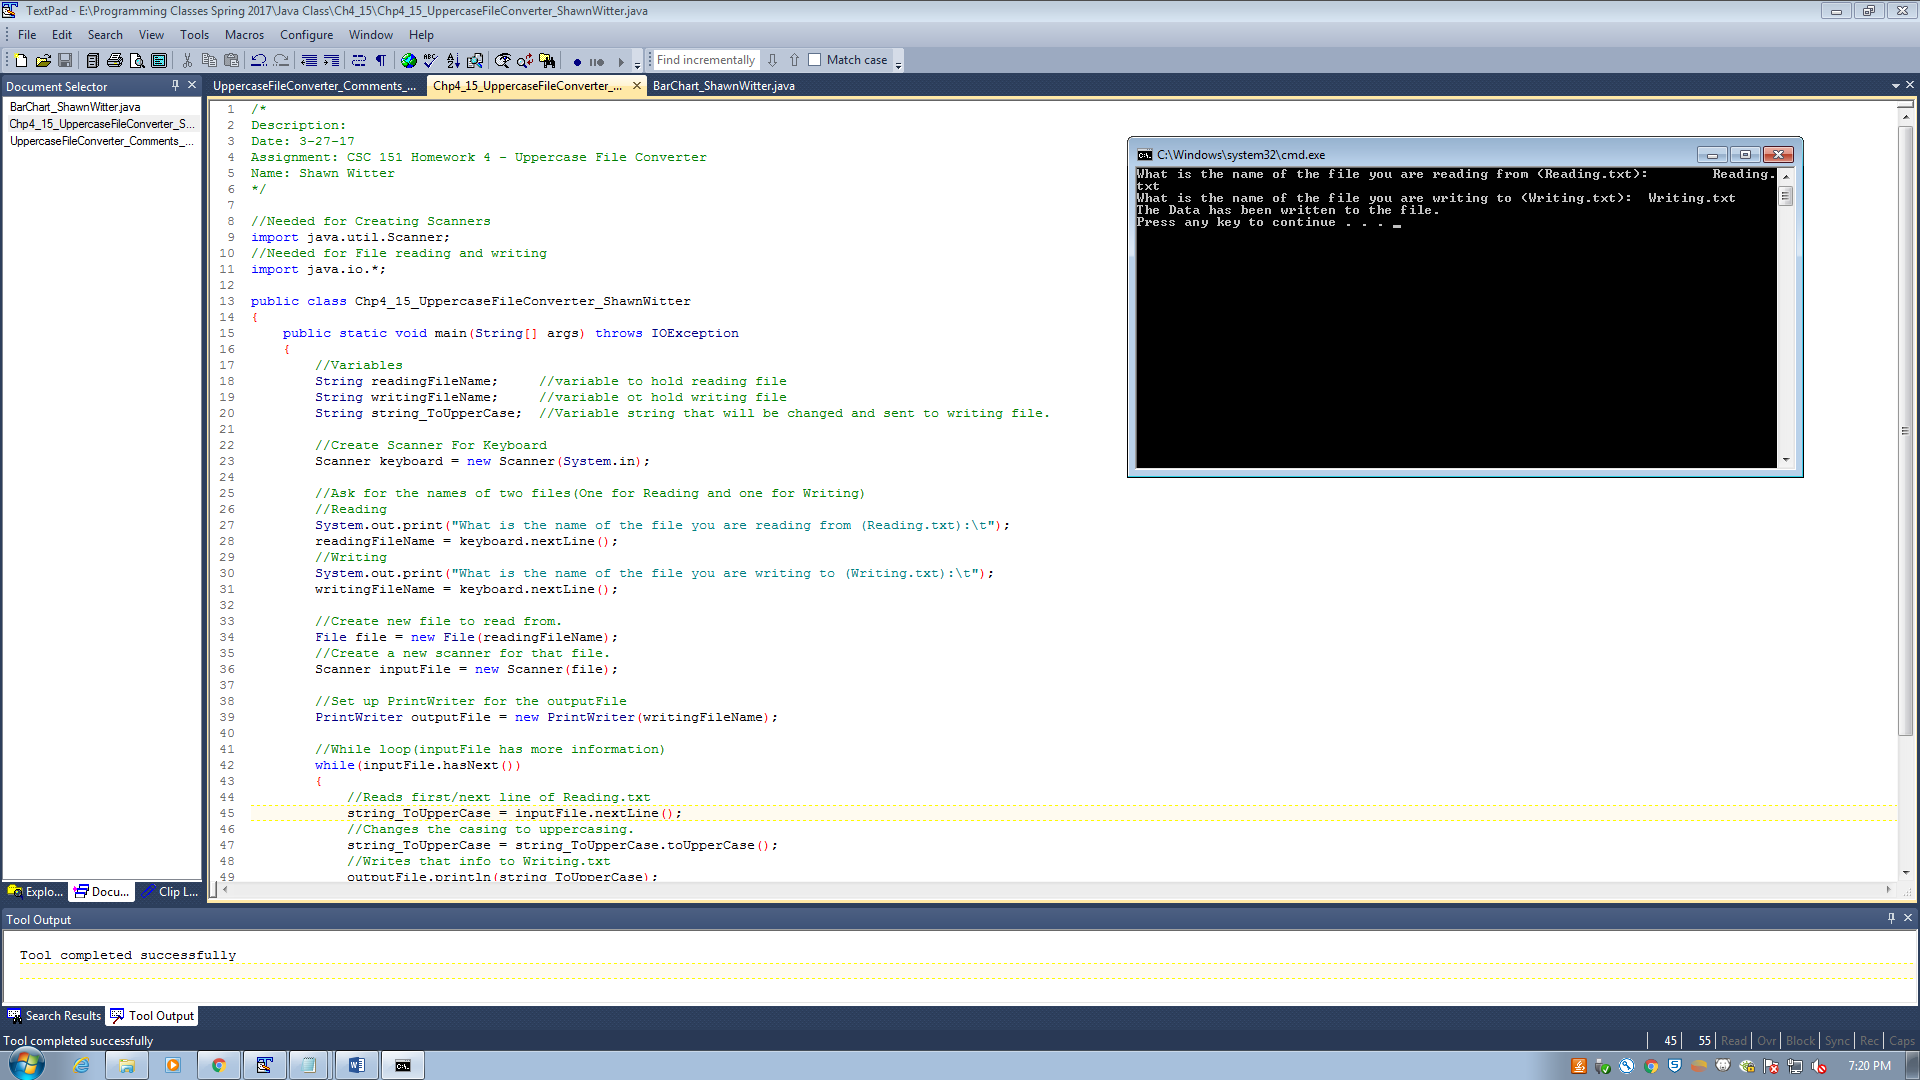 TextPad - E:\Programming Classes Spring 2017\Java Class\Ch4_15\Chp4_15_UppercaseFileConverter_ShawnWitter.java
File Edit Search View Tools Macros Configure Window Help
Find incrementally Match case
Document Selector
BarChart_ShawnWitter.java
Chp4_15_UppercaseFileConverter_S...
UppercaseFileConverter_Comments_...
UppercaseFileConverter_Comments_... Chp4_15_UppercaseFileConverter_... BarChart_ShawnWitter.java
1 /*
2 Description:
3 Date: 3-27-17
4 Assignment: CSC 151 Homework 4 - Uppercase File Converter
5 Name: Shawn Witter
6 */
7
8 //Needed for Creating Scanners
9 import java.util.Scanner;
10 //Needed for File reading and writing
11 import java.io.*;
12
13 public class Chp4_15_UppercaseFileConverter_ShawnWitter
14 {
15 public static void main(String[] args) throws IOException
16 {
17 //Variables
18 String readingFileName; //variable to hold reading file
19 String writingFileName; //variable ot hold writing file
20 String string_ToUpperCase; //Variable string that will be changed and sent to writing file.
21
22 //Create Scanner For Keyboard
23 Scanner keyboard = new Scanner(System.in);
24
25 //Ask for the names of two files(One for Reading and one for Writing)
26 //Reading
27 System.out.print("What is the name of the file you are reading from (Reading.txt):\t");
28 readingFileName = keyboard.nextLine();
29 //Writing
30 System.out.print("What is the name of the file you are writing to (Writing.txt):\t");
31 writingFileName = keyboard.nextLine();
32
33 //Create new file to read from.
34 File file = new File(readingFileName);
35 //Create a new scanner for that file.
36 Scanner inputFile = new Scanner(file);
37
38 //Set up PrintWriter for the outputFile
39 PrintWriter outputFile = new PrintWriter(writingFileName);
40
41 //While loop(inputFile has more information)
42 while(inputFile.hasNext())
43 {
44 //Reads first/next line of Reading.txt
45 string_ToUpperCase = inputFile.nextLine();
46 //Changes the casing to uppercasing.
47 string_ToUpperCase = string_ToUpperCase.toUpperCase();
48 //Writes that info to Writing.txt
49 outputFile.println(string_ToUpperCase);
C:\Windows\system32\cmd.exe
What is the name of the file you are reading from (Reading.txt): Reading.
txt
What is the name of the file you are writing to (Writing.txt): Writing.txt
The Data has been written to the file.
Press any key to continue . . .
Explo... Docu... Clip L...
Tool Output
Tool completed successfully
Search Results Tool Output
Tool completed successfully
45 55 Read Ovr Block Sync Rec Caps
7:20 PM